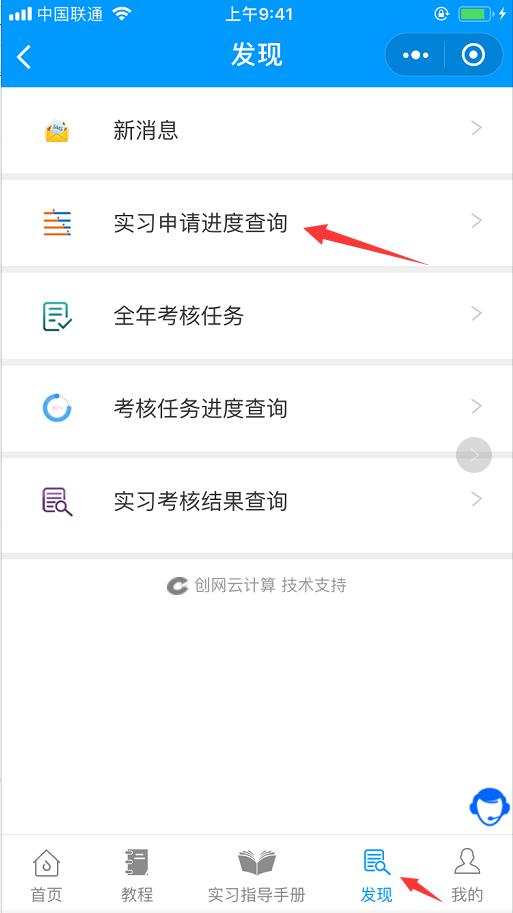 中国联通
上午9:41
发现
新消息
实习申请进度查询
全年考核任务
考核任务进度查询
实习考核结果查询
创网云计算 技术支持
首页
教程
实习指导手册
发现
我的